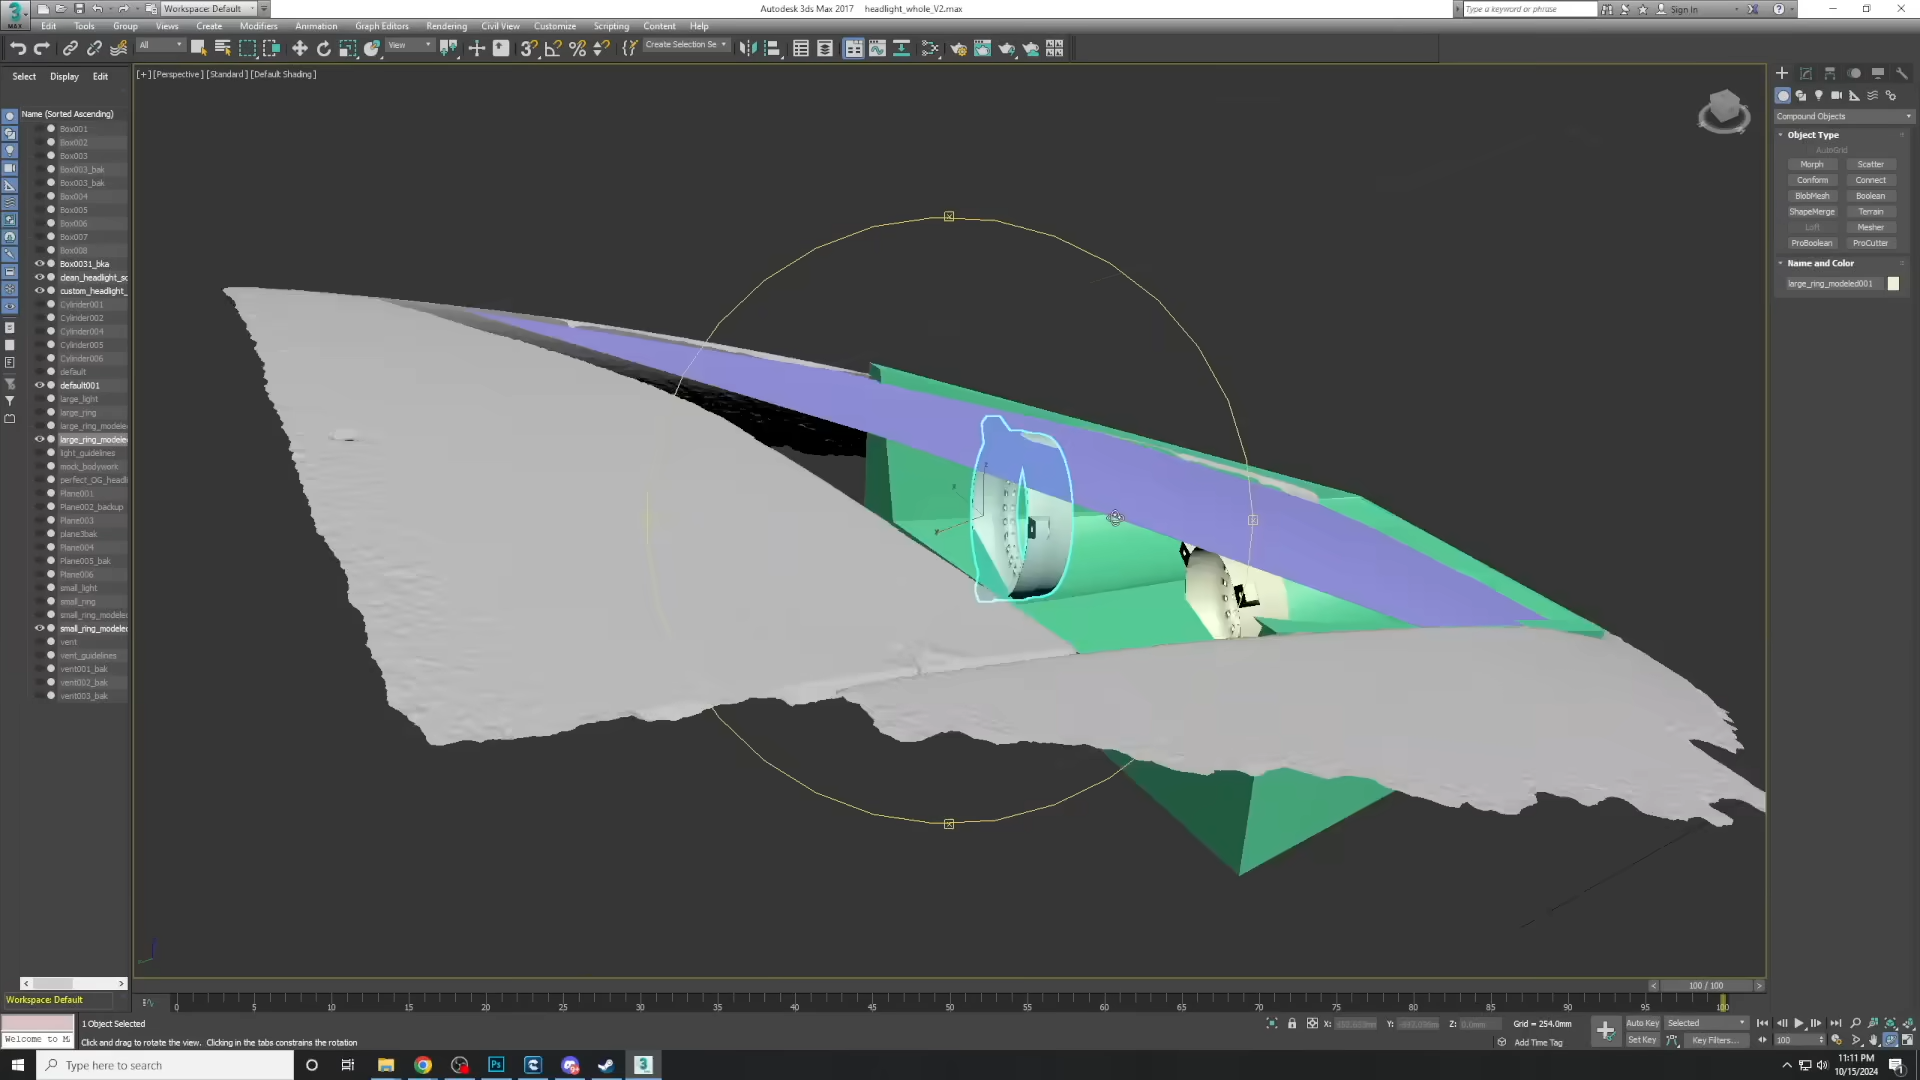 Workspace: Default
Autodesk 3ds Max 2017 headlight_whole_V2.max
Type a keyword or phrase
Sign In
MAX
Edit Tools Group Views Create Modifiers Animation Graph Editors Rendering Civil View Customize Scripting Content Help
All
View
Create Selection Se
Select Display Edit
[+] [Perspective] [Standard] [Default Shading]
Name (Sorted Ascending)
Box001
Box002
Box003
Box003_bak
Box003_bak
Box004
Box005
Box006
Box007
Box008
Box0031_bka
clean_headlight_sc
custom_headlight_
Cylinder001
Cylinder002
Cylinder004
Cylinder005
Cylinder006
default
default001
large_light
large_ring
large_ring_modeled
large_ring_modeled
light_guidelines
mock_bodywork
perfect_OG_headl
Plane001
Plane002_backup
Plane003
plane3bak
Plane004
Plane005_bak
Plane006
small_light
small_ring
small_ring_modeled
small_ring_modeled
vent
vent_guidelines
vent001_bak
vent002_bak
vent003_bak
Compound Objects
Object Type
AutoGrid
Morph Scatter
Conform Connect
BlobMesh Boolean
ShapeMerge Terrain
Loft Mesher
ProBoolean ProCutter
Name and Color
large_ring_modeled001
100 / 100
0 5 10 15 20 25 30 35 40 45 50 55 60 65 70 75 80 85 90 95 100
Workspace: Default
Welcome to M
1 Object Selected
Click and drag to rotate the view. Clicking in the tabs constrains the rotation
X: Y: Z: 0.0mm Grid = 254.0mm
Add Time Tag
Auto Key Selected
Set Key Key Filters...
100
Type here to search
11:11 PM
10/15/2024